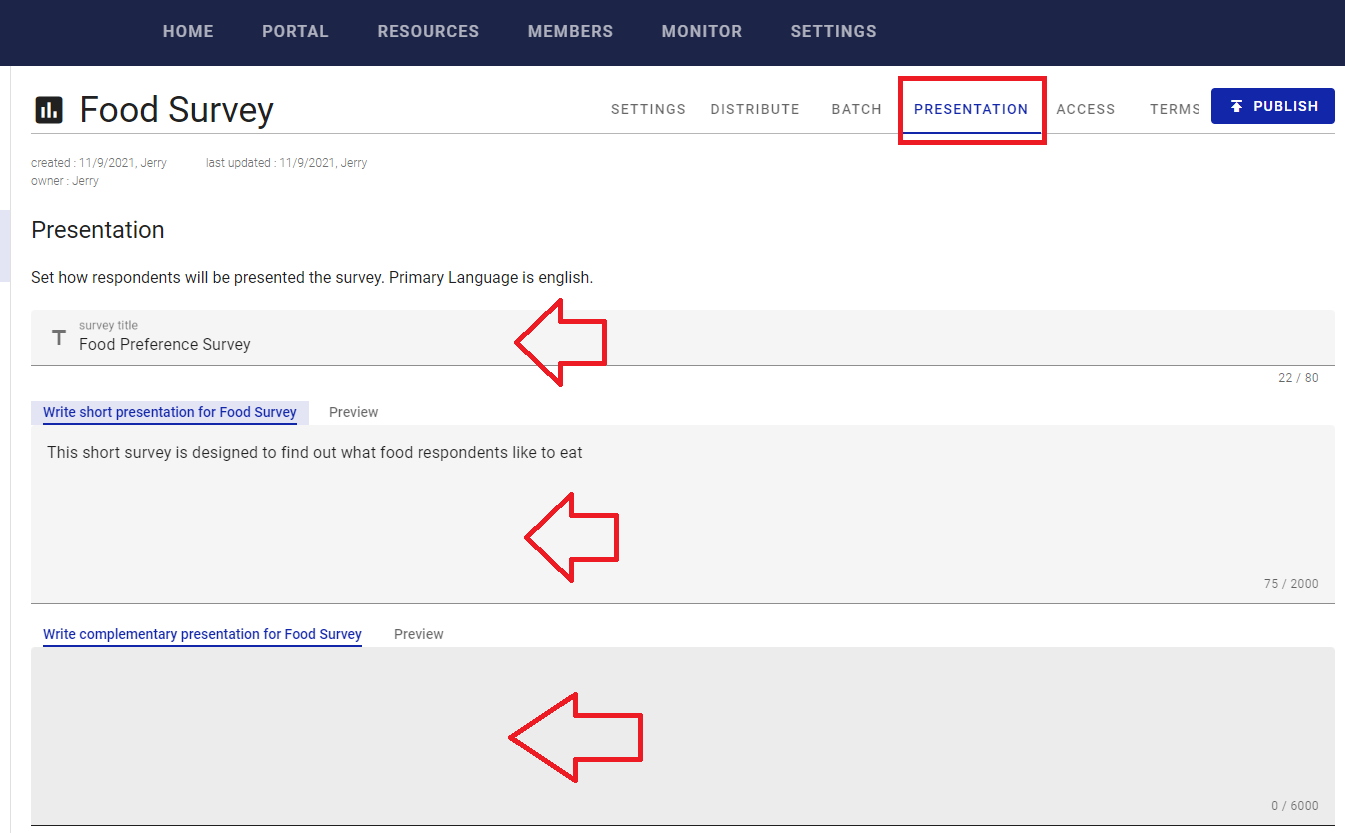 HOME PORTAL RESOURCES MEMBERS MONITOR SETTINGS
Food Survey
SETTINGS DISTRIBUTE BATCH PRESENTATION ACCESS TERMS PUBLISH
created : 11/9/2021, Jerry last updated : 11/9/2021, Jerry
owner : Jerry
Presentation
Set how respondents will be presented the survey. Primary Language is english.
survey title
Food Preference Survey
22 / 80
Write short presentation for Food Survey Preview
This short survey is designed to find out what food respondents like to eat
75 / 2000
Write complementary presentation for Food Survey Preview
0 / 6000